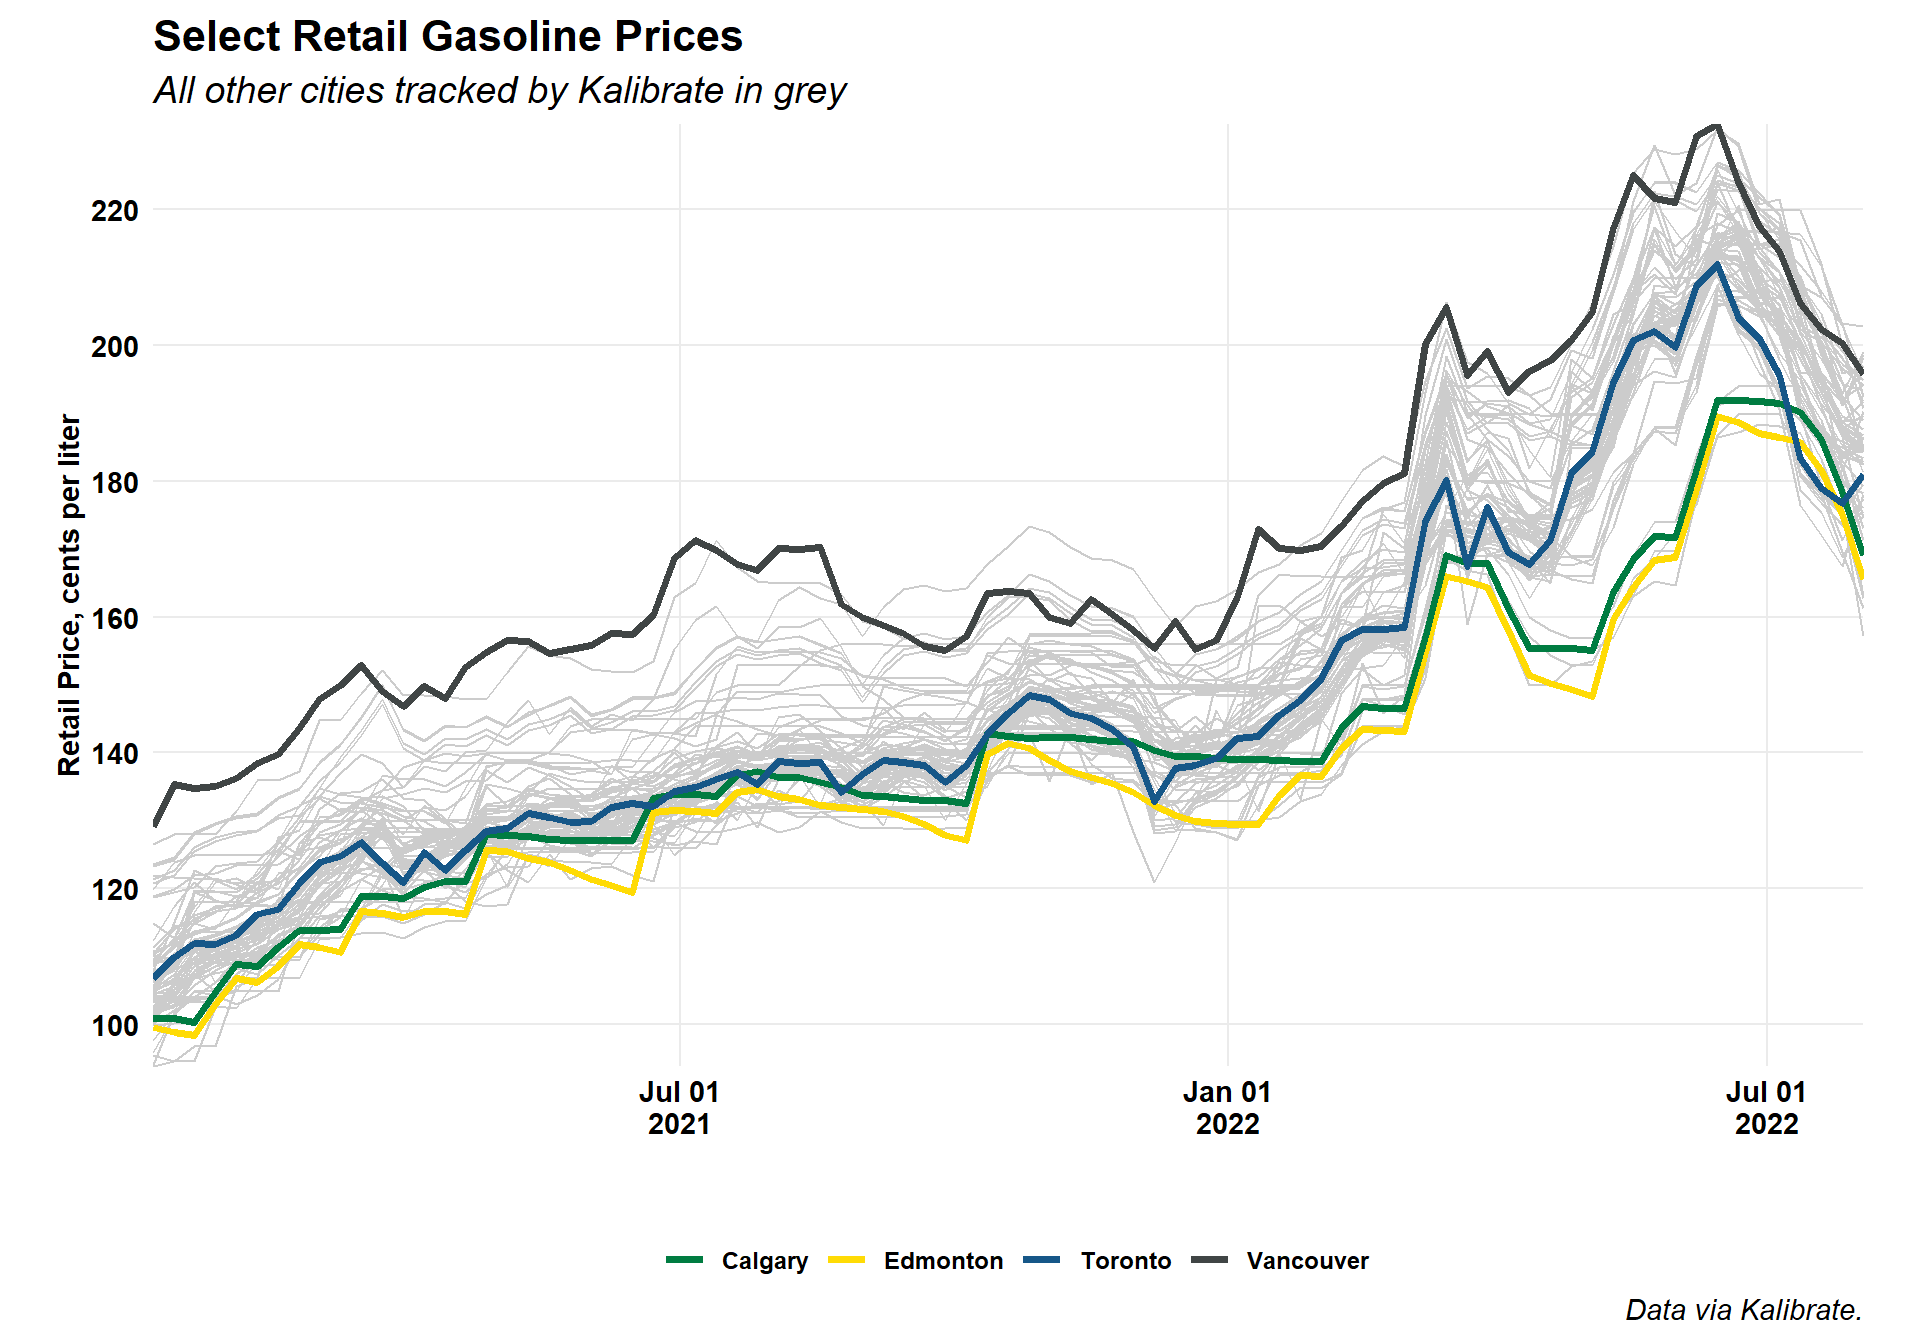 Select Retail Gasoline Prices
All other cities tracked by Kalibrate in grey
Retail Price, cents per liter
220
200
180
160
140
120
100
Jul 01
2021
Jan 01
2022
Jul 01
2022
Calgary
Edmonton
Toronto
Vancouver
Data via Kalibrate.